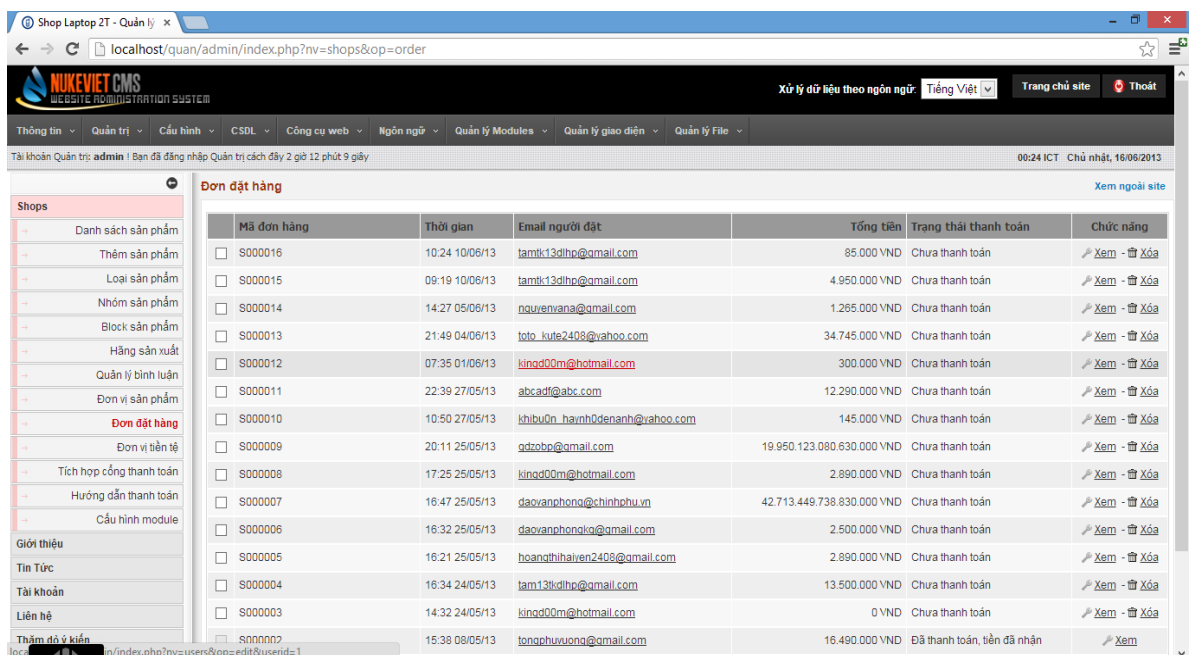 Shop Laptop 2T - Quản lý ×
localhost/quan/admin/index.php?nv=shops&op=order
NUKEVIET CMS
WEBSITE ADMINISTRATION SYSTEM
Xử lý dữ liệu theo ngôn ngữ: Tiếng Việt Trang chủ site Thoát
Thông tin Quản trị Cấu hình CSDL Công cụ web Ngôn ngữ Quản lý Modules Quản lý giao diện Quản lý File
Tài khoản Quản trị: admin ! Bạn đã đăng nhập Quản trị cách đây 2 giờ 12 phút 9 giây 00:24 ICT Chủ nhật, 16/06/2013
Shops
Danh sách sản phẩm
Thêm sản phẩm
Loại sản phẩm
Nhóm sản phẩm
Block sản phẩm
Hãng sản xuất
Quản lý bình luận
Đơn vị sản phẩm
Đơn đặt hàng
Đơn vị tiền tệ
Tích hợp cổng thanh toán
Hướng dẫn thanh toán
Cấu hình module
Giới thiệu
Tin Tức
Tài khoản
Liên hệ
Thăm dò ý kiến
Đơn đặt hàng Xem ngoài site
Mã đơn hàng Thời gian Email người đặt Tổng tiền Trạng thái thanh toán Chức năng
S000016 10:24 10/06/13 tamtk13dlhp@gmail.com 85.000 VND Chưa thanh toán Xem - Xóa
S000015 09:19 10/06/13 tamtk13dlhp@gmail.com 4.950.000 VND Chưa thanh toán Xem - Xóa
S000014 14:27 05/06/13 nguyenvana@gmail.com 1.265.000 VND Chưa thanh toán Xem - Xóa
S000013 21:49 04/06/13 toto_kute2408@yahoo.com 34.745.000 VND Chưa thanh toán Xem - Xóa
S000012 07:35 01/06/13 kingd00m@hotmail.com 300.000 VND Chưa thanh toán Xem - Xóa
S000011 22:39 27/05/13 abcadf@abc.com 12.290.000 VND Chưa thanh toán Xem - Xóa
S000010 10:50 27/05/13 khibu0n_haynh0denanh@yahoo.com 145.000 VND Chưa thanh toán Xem - Xóa
S000009 20:11 25/05/13 gdzobp@gmail.com 19.950.123.080.630.000 VND Chưa thanh toán Xem - Xóa
S000008 17:25 25/05/13 kingd00m@hotmail.com 2.890.000 VND Chưa thanh toán Xem - Xóa
S000007 16:47 25/05/13 daovanphong@chinhphu.vn 42.713.449.738.830.000 VND Chưa thanh toán Xem - Xóa
S000006 16:32 25/05/13 daovanphongkg@gmail.com 2.500.000 VND Chưa thanh toán Xem - Xóa
S000005 16:21 25/05/13 hoangthihaiyen2408@gmail.com 2.890.000 VND Chưa thanh toán Xem - Xóa
S000004 16:34 24/05/13 tam13tkdlhp@gmail.com 13.500.000 VND Chưa thanh toán Xem - Xóa
S000003 14:32 24/05/13 kingd00m@hotmail.com 0 VND Chưa thanh toán Xem - Xóa
S000002 15:38 08/05/13 tongphuvuong@gmail.com 16.490.000 VND Đã thanh toán, tiền đã nhận Xem
/index.php?nv=users&op=edit&userid=1